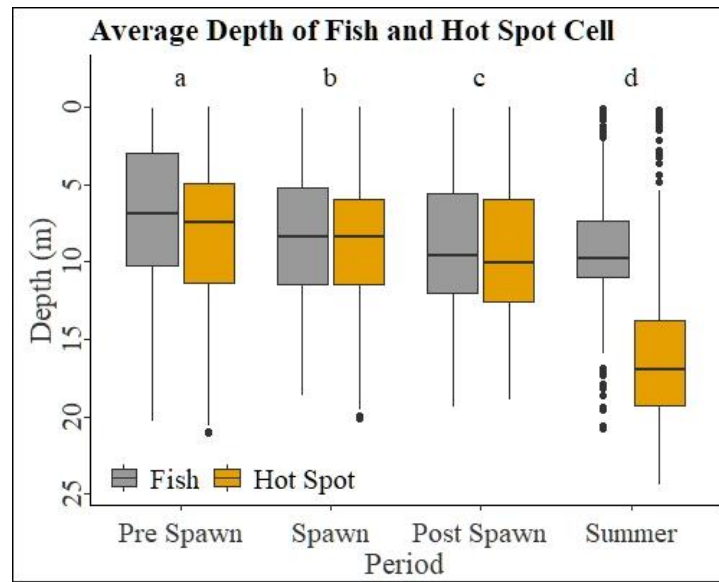 Average Depth of Fish and Hot Spot Cell
a b c d
0
5
10
15
20
25
Depth (m)
Fish Hot Spot
Pre Spawn Spawn Post Spawn Summer
Period